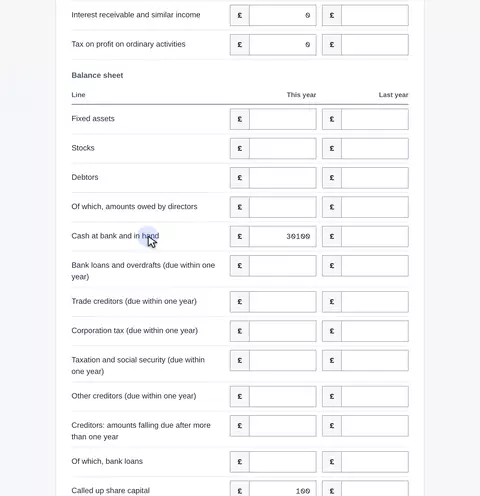 Interest receivable and similar income £ 0 £
Tax on profit on ordinary activities £ 0 £
Balance sheet
Line This year Last year
Fixed assets £ £
Stocks £ £
Debtors £ £
Of which, amounts owed by directors £ £
Cash at bank and in hand £ 30100 £
Bank loans and overdrafts (due within one £ £
year)
Trade creditors (due within one year) £ £
Corporation tax (due within one year) £ £
Taxation and social security (due within £ £
one year)
Other creditors (due within one year) £ £
Creditors: amounts falling due after more £ £
than one year
Of which, bank loans £ £
Called up share capital £ 100 £